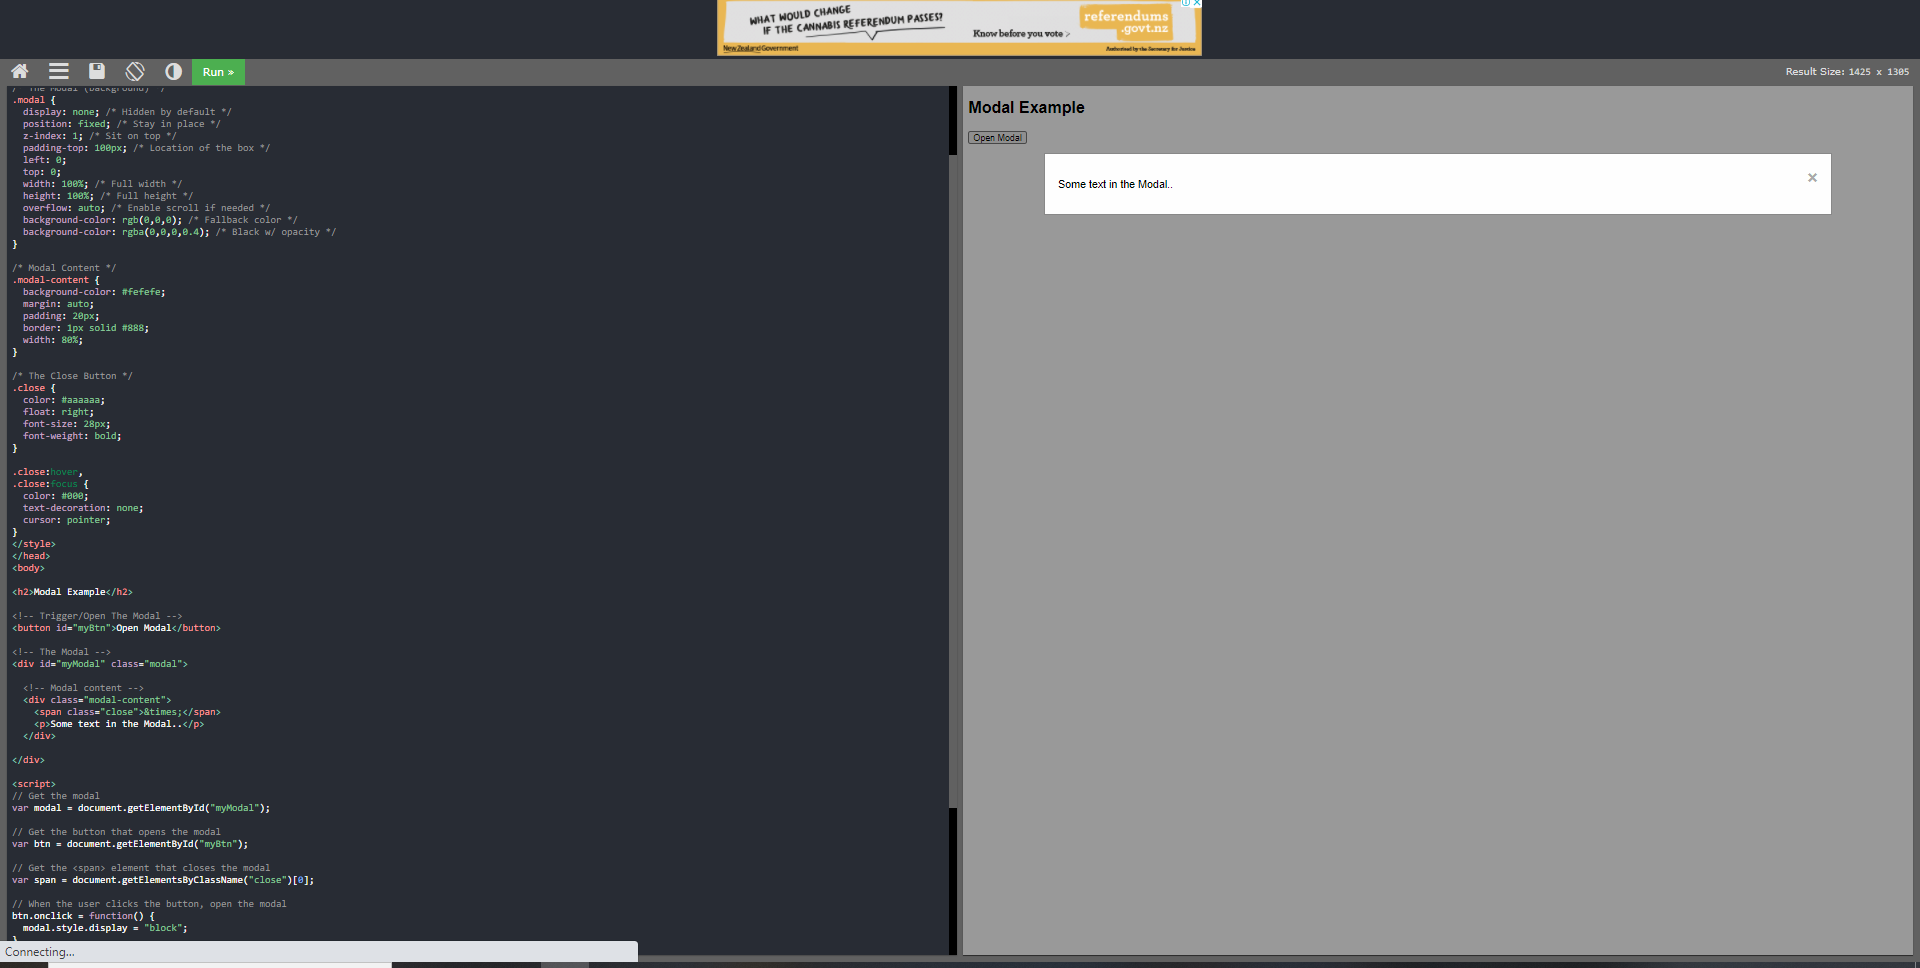 WHAT WOULD CHANGE
IF THE CANNABIS REFERENDUM PASSES?
Know before you vote >
referendums
.govt.nz
New Zealand Government
Authorised by the Secretary for Justice
Run »
Result Size: 1425 x 1305
/* The Modal (background) */
.modal {
  display: none; /* Hidden by default */
  position: fixed; /* Stay in place */
  z-index: 1; /* Sit on top */
  padding-top: 100px; /* Location of the box */
  left: 0;
  top: 0;
  width: 100%; /* Full width */
  height: 100%; /* Full height */
  overflow: auto; /* Enable scroll if needed */
  background-color: rgb(0,0,0); /* Fallback color */
  background-color: rgba(0,0,0,0.4); /* Black w/ opacity */
}
/* Modal Content */
.modal-content {
  background-color: #fefefe;
  margin: auto;
  padding: 20px;
  border: 1px solid #888;
  width: 80%;
}
/* The Close Button */
.close {
  color: #aaaaaa;
  float: right;
  font-size: 28px;
  font-weight: bold;
}
.close:hover,
.close:focus {
  color: #000;
  text-decoration: none;
  cursor: pointer;
}
</style>
</head>
<body>
<h2>Modal Example</h2>
<!-- Trigger/Open The Modal -->
<button id="myBtn">Open Modal</button>
<!-- The Modal -->
<div id="myModal" class="modal">
  <!-- Modal content -->
  <div class="modal-content">
    <span class="close">&times;</span>
    <p>Some text in the Modal..</p>
  </div>
</div>
<script>
// Get the modal
var modal = document.getElementById("myModal");
// Get the button that opens the modal
var btn = document.getElementById("myBtn");
// Get the <span> element that closes the modal
var span = document.getElementsByClassName("close")[0];
// When the user clicks the button, open the modal
btn.onclick = function() {
  modal.style.display = "block";
}
Connecting...
Modal Example
Open Modal
Some text in the Modal..
×